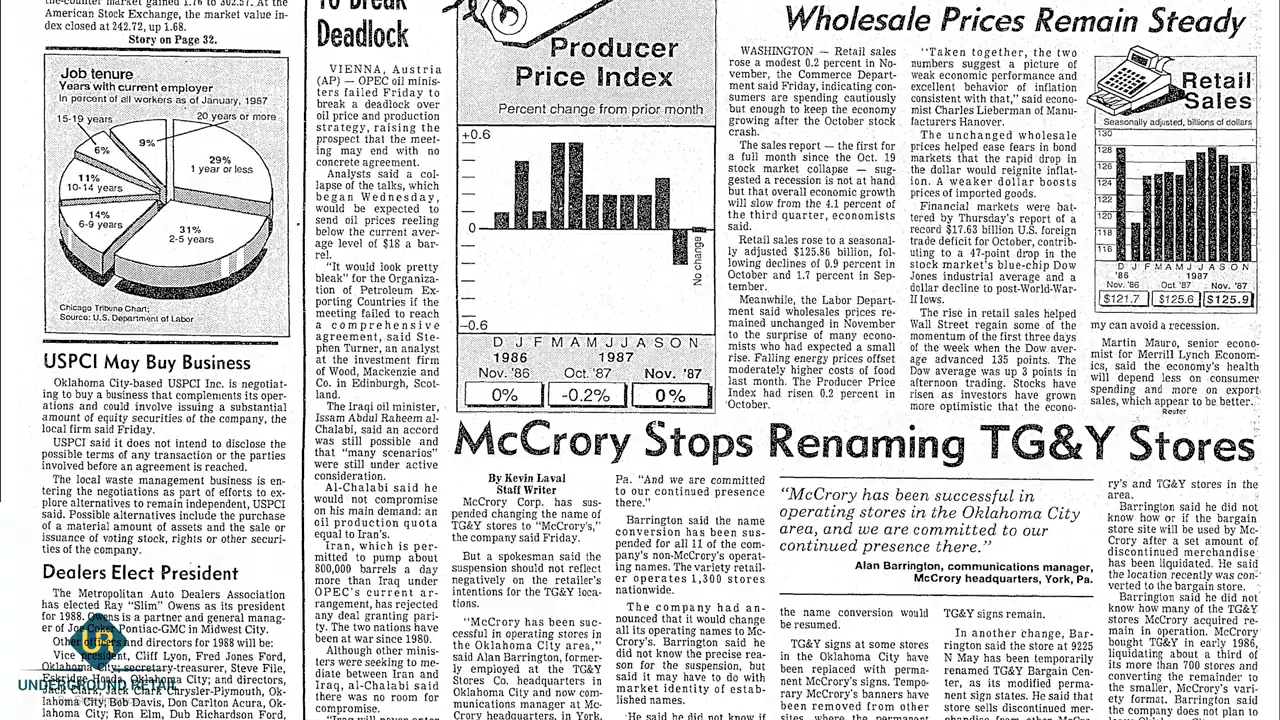 the-counter market gained 1.76 to 302.57. At the
American Stock Exchange, the market value in-
dex closed at 242.72, up 1.68.
Story on Page 32.
Job tenure
Years with current employer
In percent of all workers as of January, 1987
15-19 years
20 years or more
6%
9%
29%
1 year or less
11%
10-14 years
14%
6-9 years
31%
2-5 years
Chicago Tribune Chart;
Source: U.S. Department of Labor
USPCI May Buy Business
Oklahoma City-based USPCI Inc. is negotiat-
ing to buy a business that complements its oper-
ations and could involve issuing a substantial
amount of equity securities of the company, the
local firm said Friday.
USPCI said it does not intend to disclose the
possible terms of any transaction or the parties
involved before an agreement is reached.
The local waste management business is en-
tering the negotiations as part of efforts to ex-
plore alternatives to remain independent, USPCI
said. Possible alternatives include the purchase
of a material amount of assets and the sale or
issuance of voting stock, rights or other securi-
ties of the company.
Dealers Elect President
The Metropolitan Auto Dealers Association
has elected Ray "Slim" Owens as its president
for 1988. Owens is a partner and general manag-
er of Joe Coker Pontiac-GMC in Midwest City.
Other officers and directors for 1988 will be:
Vice president, Cliff Lyon, Fred Jones Ford,
Oklahoma City; secretary-treasurer, Steve File,
Eskridge Honda, Oklahoma City; and directors,
Jack Clark, Jack Clark Chrysler-Plymouth, Ok-
lahoma City; Bob Davis, Don Carlton Acura, Ok-
lahoma City; Ron Elm, Dub Richardson Ford,
UNDERGROUND RETAIL
To Break
Deadlock
VIENNA, Austria
(AP) — OPEC oil minis-
ters failed Friday to
break a deadlock over
oil price and production
strategy, raising the
prospect that the meet-
ing may end with no
concrete agreement.
Analysts said a col-
lapse of the talks, which
began Wednesday,
would be expected to
send oil prices reeling
below the current aver-
age level of $18 a bar-
rel.
"It would look pretty
bleak" for the Organiza-
tion of Petroleum Ex-
porting Countries if the
meeting failed to reach
a comprehensive
agreement, said Ste-
phen Turner, an analyst
at the investment firm
of Wood, Mackenzie and
Co. in Edinburgh, Scot-
land.
The Iraqi oil minister,
Issam Abdul Raheem al-
Chalabi, said an accord
was still possible and
that "many scenarios"
were still under active
consideration.
Al-Chalabi said he
would not compromise
on his main demand: an
oil production quota
equal to Iran's.
Iran, which is per-
mitted to pump about
800,000 barrels a day
more than Iraq under
OPEC's current ar-
rangement, has rejected
any deal granting pari-
ty. The two nations have
been at war since 1980.
Although other minis-
ters were seeking to me-
diate between Iran and
Iraq, al-Chalabi said
there was no room for
compromise.
"Iraq will never enter
Producer
Price Index
Percent change from prior month
+0.6
0
-0.6
No change
D J F M A M J J A S O N
1986 1987
Nov. '86 Oct. '87 Nov. '87
0% -0.2% 0%
Wholesale Prices Remain Steady
WASHINGTON — Retail sales
rose a modest 0.2 percent in No-
vember, the Commerce Depart-
ment said Friday, indicating con-
sumers are spending cautiously
but enough to keep the economy
growing after the October stock
crash.
The sales report — the first for
a full month since the Oct. 19
stock market collapse — sug-
gested a recession is not at hand
but that overall economic growth
will slow from the 4.1 percent of
the third quarter, economists
said.
Retail sales rose to a seasonal-
ly adjusted $125.86 billion, fol-
lowing declines of 0.9 percent in
October and 1.7 percent in Sep-
tember.
Meanwhile, the Labor Depart-
ment said wholesales prices re-
mained unchanged in November
to the surprise of many econo-
mists who had expected a small
rise. Falling energy prices offset
moderately higher costs of food
last month. The Producer Price
Index had risen 0.2 percent in
October.
"Taken together, the two
numbers suggest a picture of
weak economic performance and
excellent behavior of inflation
consistent with that," said econo-
mist Charles Lieberman of Manu-
facturers Hanover.
The unchanged wholesale
prices helped ease fears in bond
markets that the rapid drop in
the dollar would reignite inflat-
ion. A weaker dollar boosts
prices of imported goods.
Financial markets were bat-
tered by Thursday's report of a
record $17.63 billion U.S. foreign
trade deficit for October, contrib-
uting to a 47-point drop in the
stock market's blue-chip Dow
Jones industrial average and a
dollar decline to post-World-War-
II lows.
The rise in retail sales helped
Wall Street regain some of the
momentum of the first three days
of the week when the Dow aver-
age advanced 135 points. The
Dow average was up 3 points in
afternoon trading. Stocks have
risen as investors have grown
more optimistic that the econo-
Retail
Sales
Seasonally adjusted, billions of dollars
130
128
126
124
122
120
118
116
D J F M A M J J A S O N
'86 1987
Nov. '86 Oct. '87 Nov. '87
$121.7 $125.6 $125.9
my can avoid a recession.
Martin Mauro, senior econo-
mist for Merrill Lynch Econom-
ics, said the economy's health
will depend less on consumer
spending and more on export
sales, which appear to be better.
Reuter
McCrory Stops Renaming TG&Y Stores
By Kevin Laval
Staff Writer
McCrory Corp. has sus-
pended changing the name of
TG&Y stores to "McCrory's,"
the company said Friday.
But a spokesman said the
suspension should not reflect
negatively on the retailer's
intentions for the TG&Y loca-
tions.
"McCrory has been suc-
cessful in operating stores in
the Oklahoma City area,"
said Alan Barrington, former-
ly employed at the TG&Y
Stores Co. headquarters in
Oklahoma City and now com-
munications manager at Mc-
Crory headquarters, in York,
Pa. "And we are committed
to our continued presence
there."
Barrington said the name
conversion has been sus-
pended for all 11 of the com-
pany's non-McCrory's operat-
ing names. The variety retail-
er operates 1,300 stores
nationwide.
The company had an-
nounced that it would change
all its operating names to Mc-
Crory's. Barrington said he
did not know the precise rea-
son for the suspension, but
said it may have to do with
market identity of estab-
lished names.
He said he did not know if
"McCrory has been successful in
operating stores in the Oklahoma City
area, and we are committed to our
continued presence there."
Alan Barrington, communications manager,
McCrory headquarters, York, Pa.
the name conversion would
be resumed.
TG&Y signs at some stores
in the Oklahoma City have
been replaced with perma-
nent McCrory's signs. Tempo-
rary McCrory's banners have
been removed from other
sites, where the permanent
TG&Y signs remain.
In another change, Bar-
rington said the store at 9225
N May has been temporarily
renamed TG&Y Bargain Cen-
ter, as its modified perma-
nent sign states. He said that
store sells discontinued mer-
chandise from other McCro-
ry's and TG&Y stores in the
area.
Barrington said he did not
know how or if the bargain
store site will be used by Mc-
Crory after a set amount of
discontinued merchandise
has been liquidated. He said
the location recently was con-
verted to the bargain store.
Barrington said he did not
know how many of the TG&Y
stores McCrory acquired re-
main in operation. McCrory
bought TG&Y in early 1986,
liquidating about a third of
its more than 700 stores and
converting the remainder to
the smaller, McCrory's vari-
ety format. Barrington said
the company does not plan to